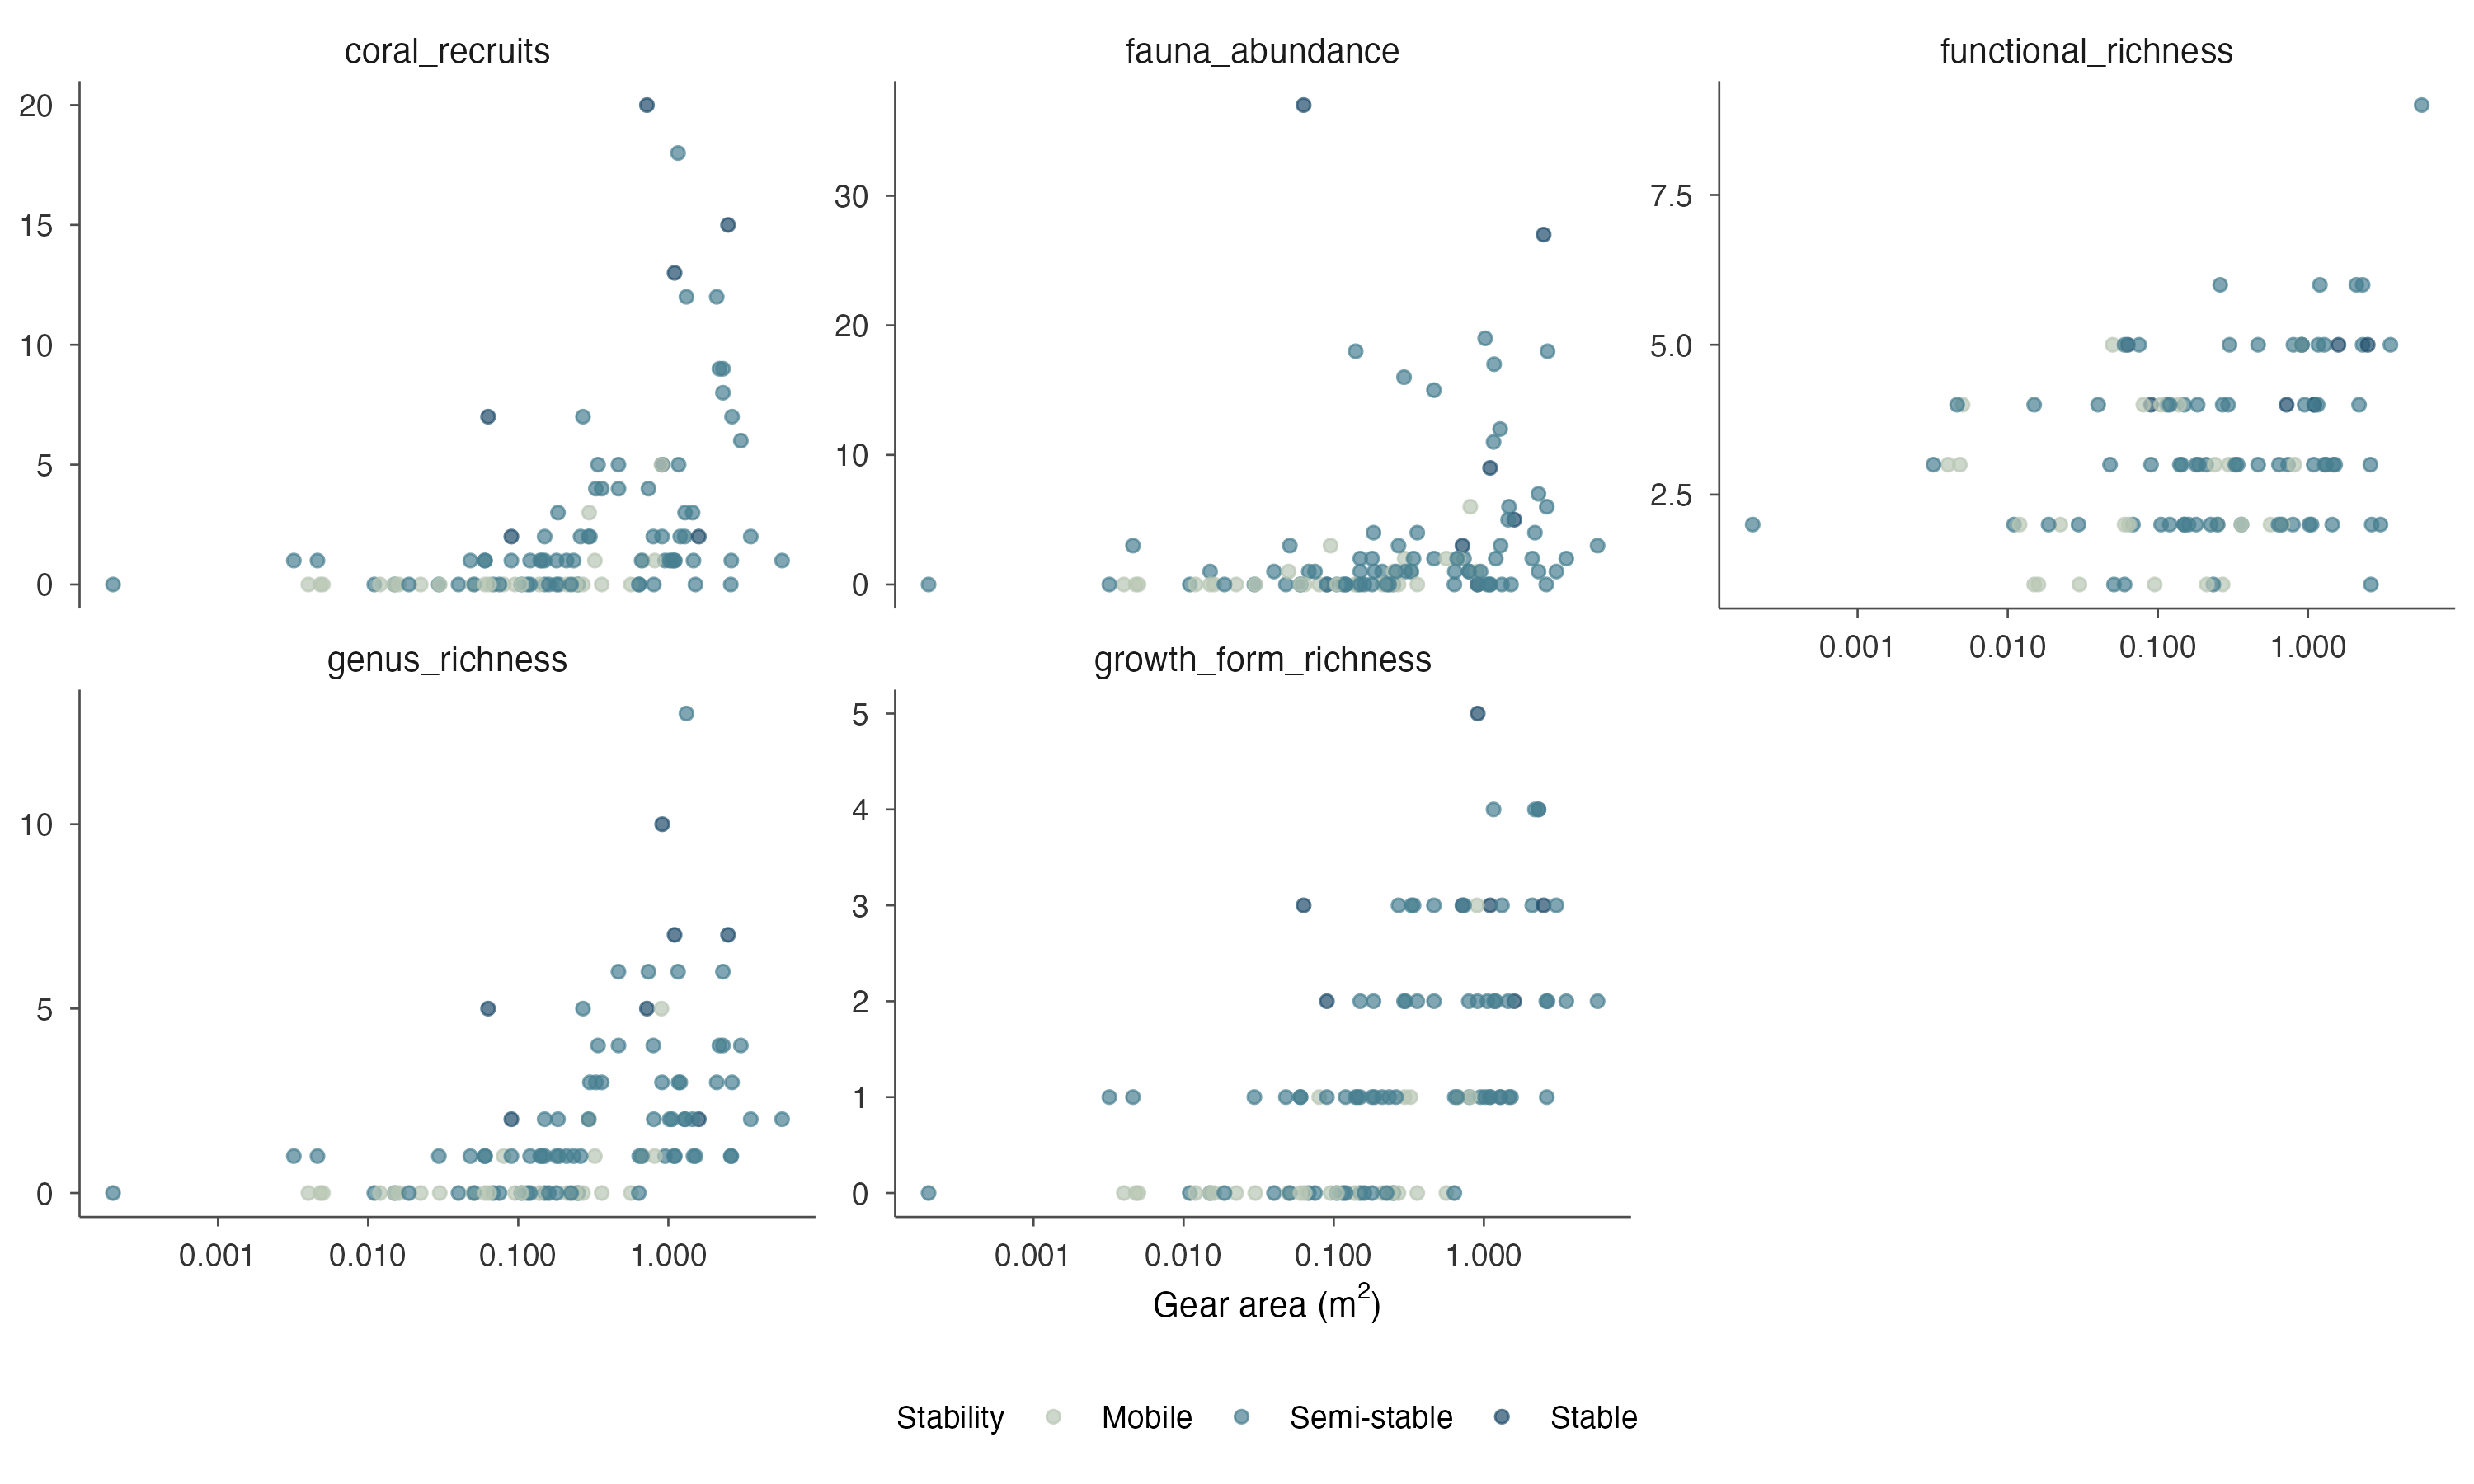 coral_recruits
fauna_abundance
functional_richness
20
15
10
5
0
30
20
10
0
7.5
5.0
2.5
0.001 0.010 0.100 1.000
genus_richness
growth_form_richness
10
5
0
5
4
3
2
1
0
0.001 0.010 0.100 1.000
0.001 0.010 0.100 1.000
Gear area (m²)
Stability Mobile Semi-stable Stable